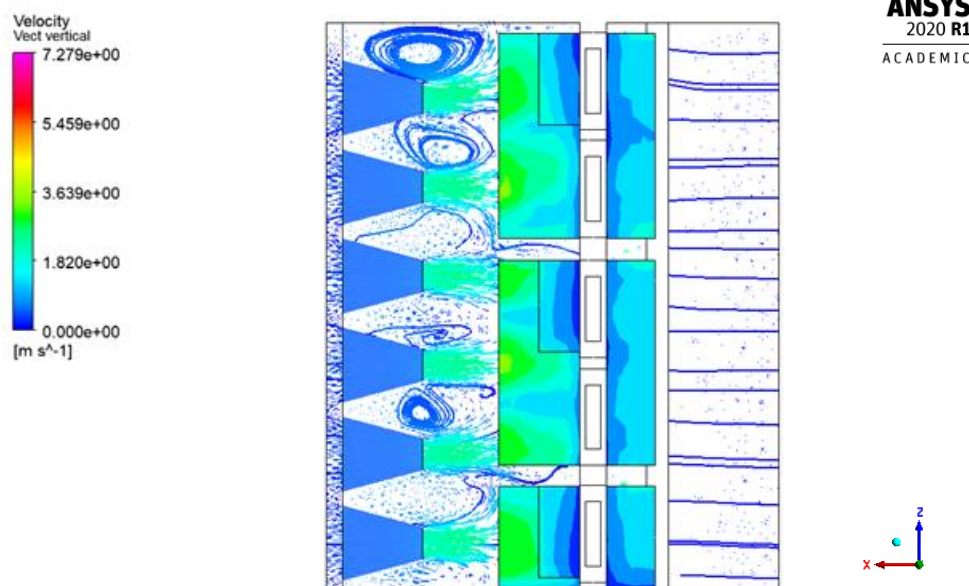 Velocity
Vect vertical
7.279e+00
5.459e+00
3.639e+00
1.820e+00
0.000e+00
[m s^-1]
ANSYS
2020 R1
ACADEMIC
Z
X